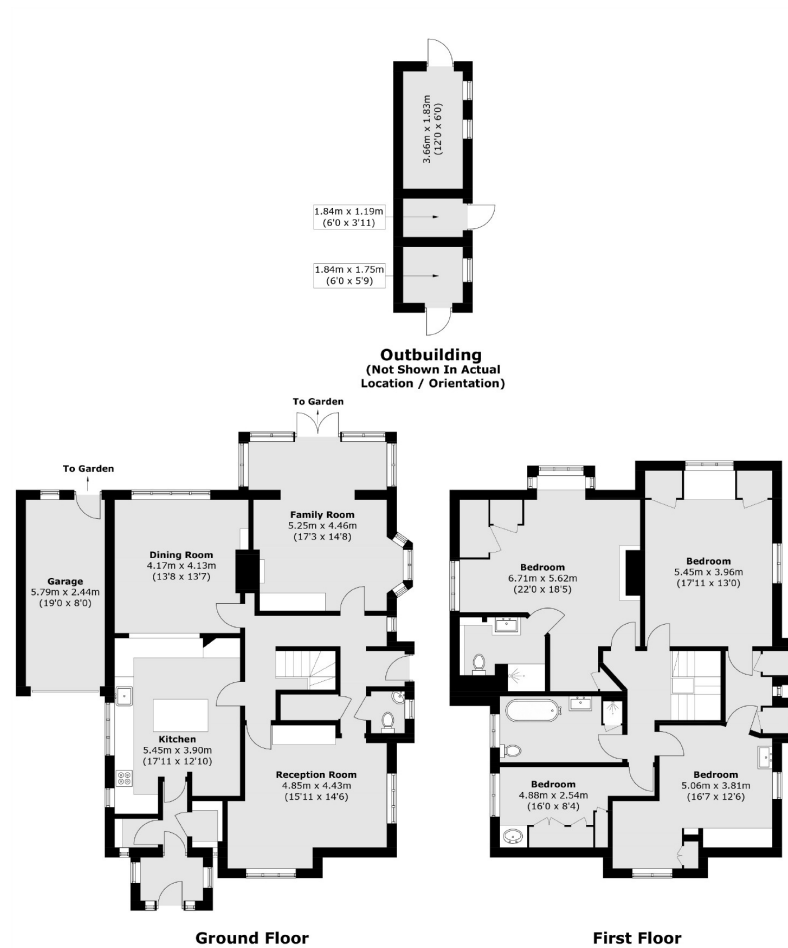 3.66m x 1.83m
(12'0 x 6'0)
1.84m x 1.19m
(6'0 x 3'11)
1.84m x 1.75m
(6'0 x 5'9)
Outbuilding
(Not Shown In Actual
Location / Orientation)
To Garden
To Garden
Family Room
5.25m x 4.46m
(17'3 x 14'8)
Dining Room
4.17m x 4.13m
(13'8 x 13'7)
Garage
5.79m x 2.44m
(19'0 x 8'0)
Kitchen
5.45m x 3.90m
(17'11 x 12'10)
Reception Room
4.85m x 4.43m
(15'11 x 14'6)
Ground Floor
Bedroom
6.71m x 5.62m
(22'0 x 18'5)
Bedroom
5.45m x 3.96m
(17'11 x 13'0)
Bedroom
4.88m x 2.54m
(16'0 x 8'4)
Bedroom
5.06m x 3.81m
(16'7 x 12'6)
First Floor